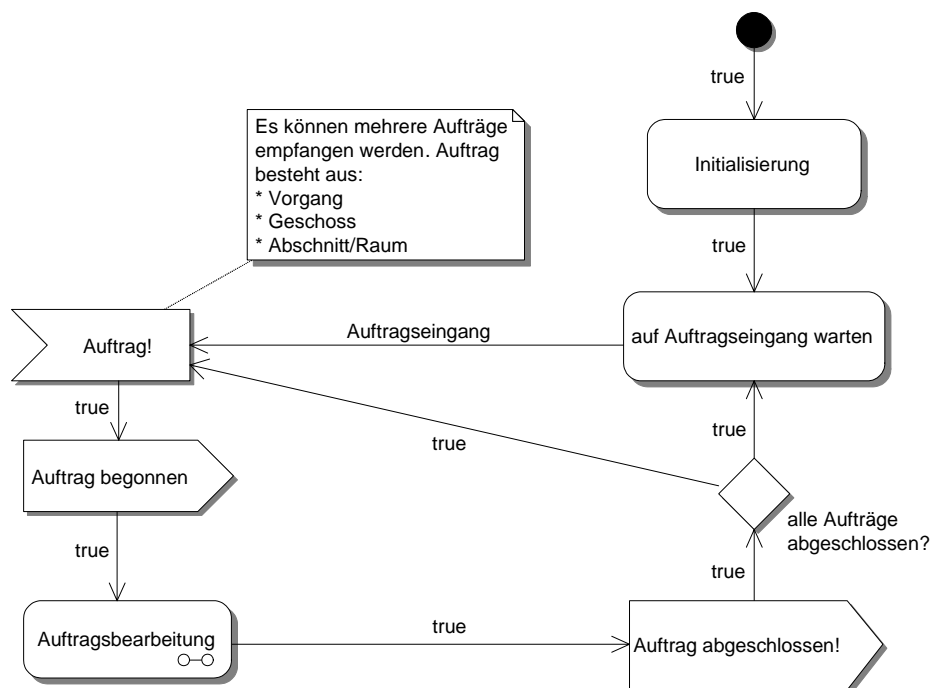 true
Es können mehrere Aufträge
empfangen werden. Auftrag
besteht aus:
* Vorgang
* Geschoss
* Abschnitt/Raum
Initialisierung
true
Auftrag!
Auftragseingang
auf Auftragseingang warten
true
true
true
Auftrag begonnen
alle Aufträge
abgeschlossen?
true
true
Auftragsbearbeitung
true
Auftrag abgeschlossen!